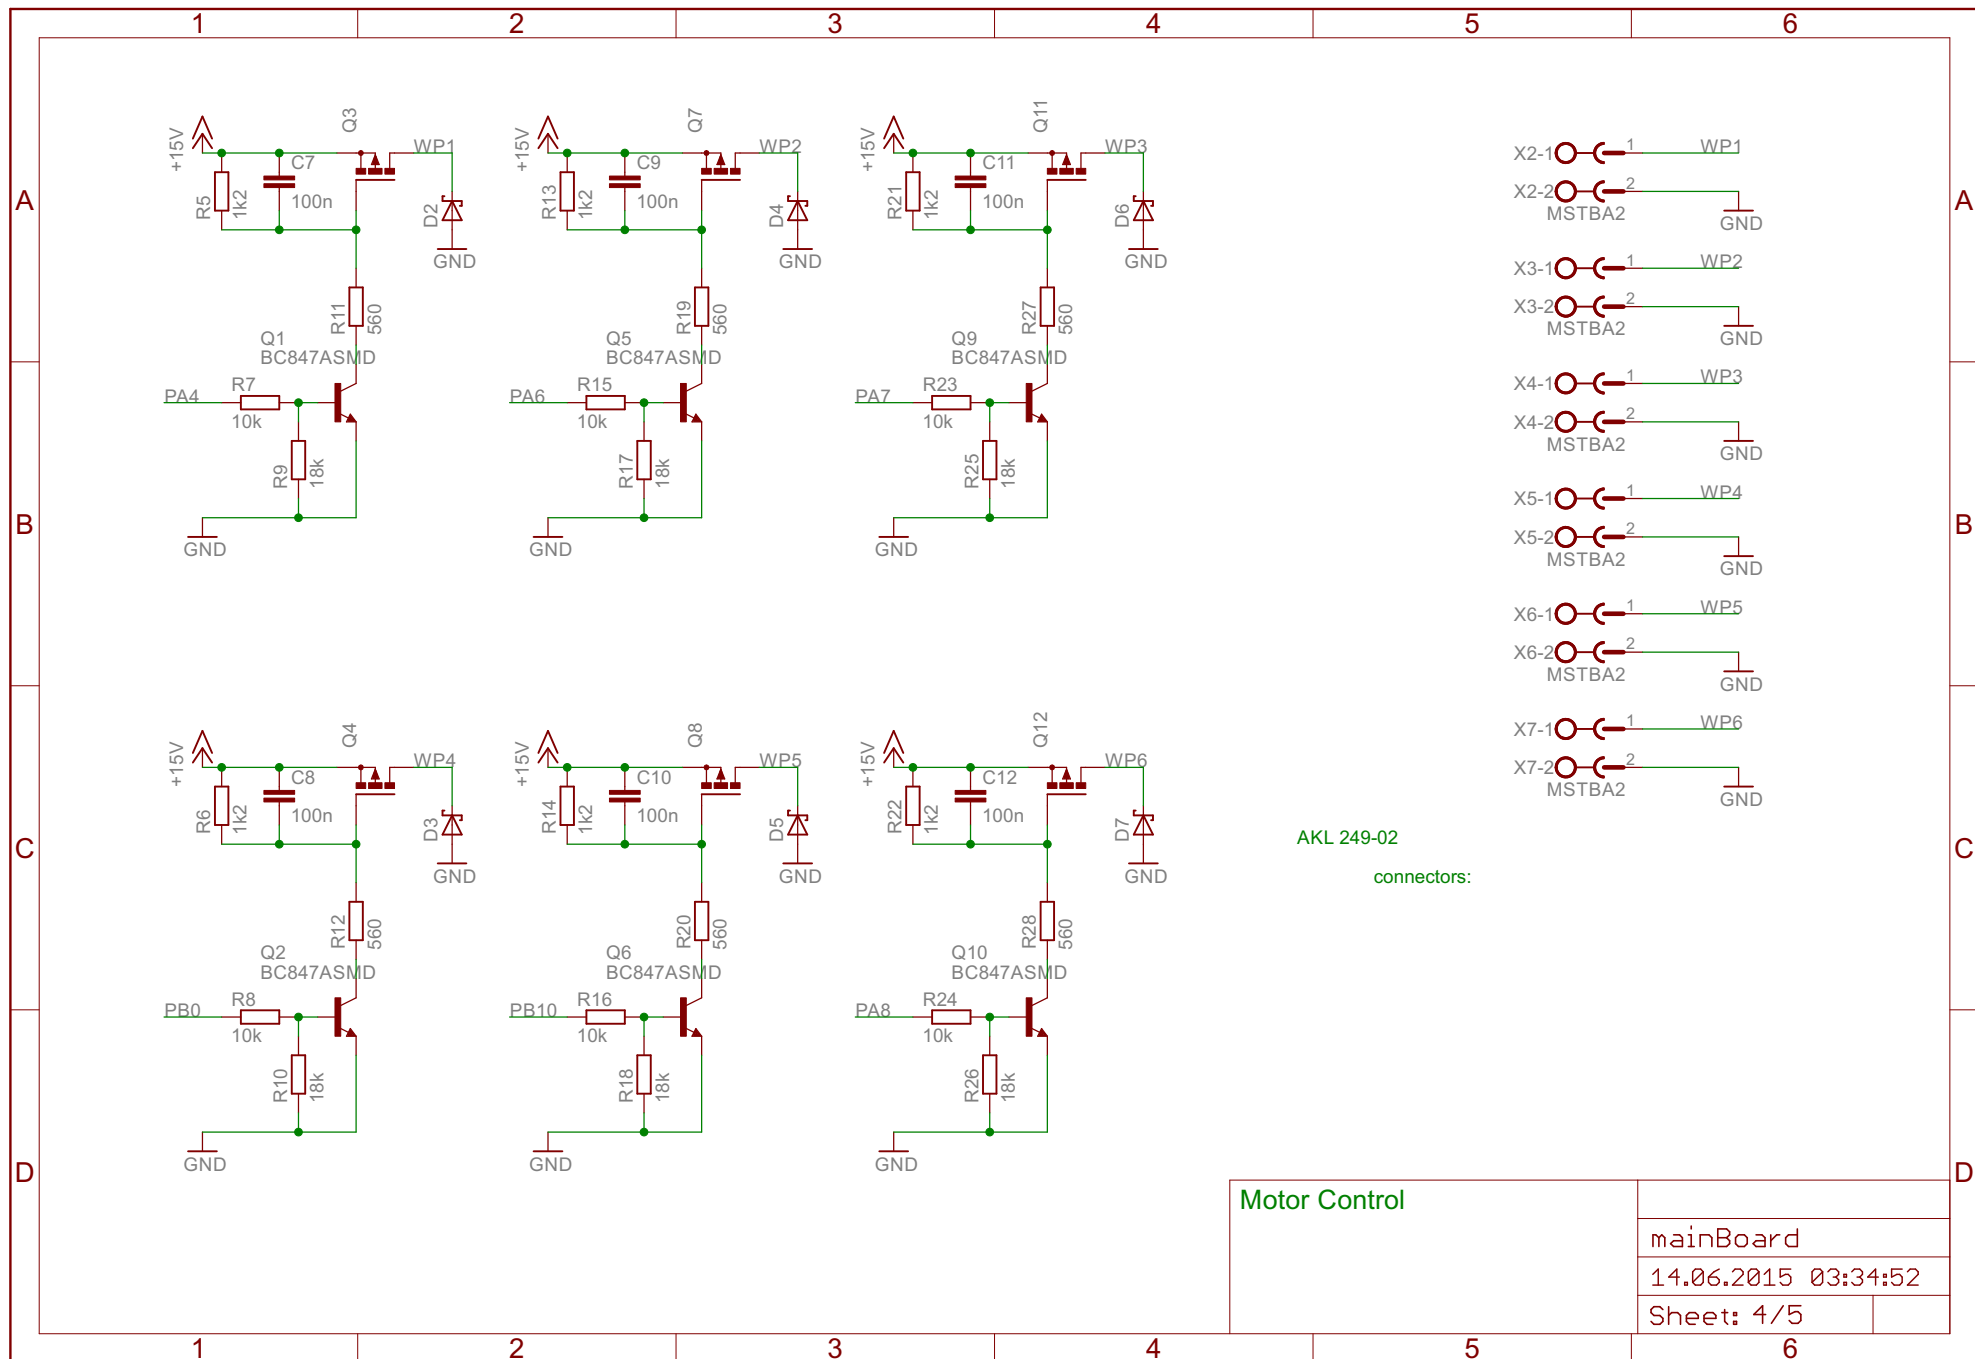 1 2 3 4 5 6
A A
B B
C C
D D
+15V
R5
1k2
C7
100n
Q3
WP1
D2
GND
R11
560
Q1
BC847ASMD
PA4
R7
10k
R9
18k
GND
+15V
R13
1k2
C9
100n
Q7
WP2
D4
GND
R19
560
Q5
BC847ASMD
PA6
R15
10k
R17
18k
GND
+15V
R21
1k2
C11
100n
Q11
WP3
D6
GND
R27
560
Q9
BC847ASMD
PA7
R23
10k
R25
18k
GND
X2-1 1 WP1
X2-2 2
MSTBA2
GND
X3-1 1 WP2
X3-2 2
MSTBA2
GND
X4-1 1 WP3
X4-2 2
MSTBA2
GND
X5-1 1 WP4
X5-2 2
MSTBA2
GND
X6-1 1 WP5
X6-2 2
MSTBA2
GND
X7-1 1 WP6
X7-2 2
MSTBA2
GND
+15V
R6
1k2
C8
100n
Q4
WP4
D3
GND
R12
560
Q2
BC847ASMD
PB0
R8
10k
R10
18k
GND
+15V
R14
1k2
C10
100n
Q8
WP5
D5
GND
R20
560
Q6
BC847ASMD
PB10
R16
10k
R18
18k
GND
+15V
R22
1k2
C12
100n
Q12
WP6
D7
GND
R28
560
Q10
BC847ASMD
PA8
R24
10k
R26
18k
GND
AKL 249-02
connectors:
Motor Control
mainBoard
14.06.2015 03:34:52
Sheet: 4/5
1 2 3 4 5 6